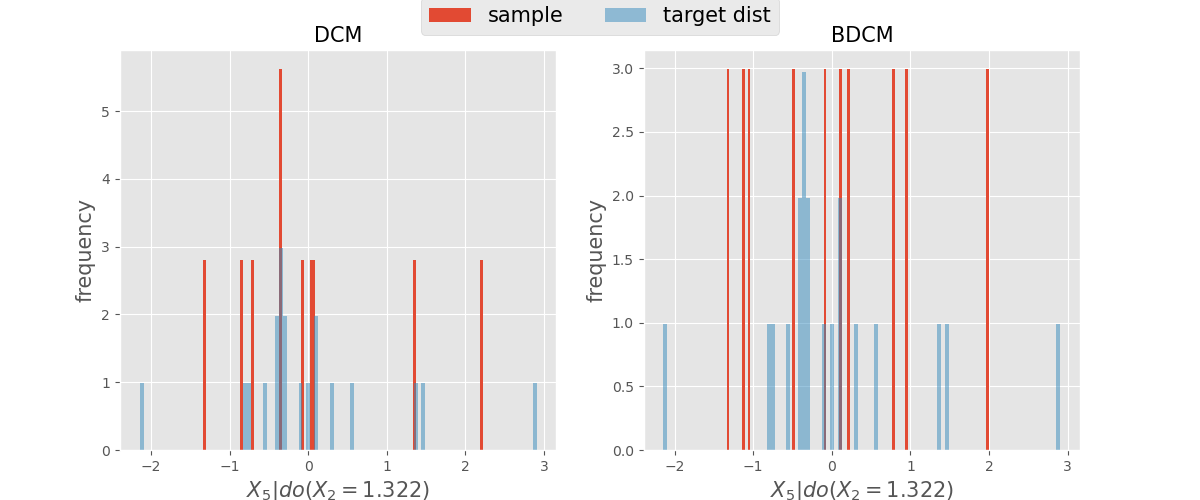 sample target dist
DCM
frequency
5
4
3
2
1
0
−2 −1 0 1 2 3
X₅|do(X₂ = 1.322)
BDCM
frequency
3.0
2.5
2.0
1.5
1.0
0.5
0.0
−2 −1 0 1 2 3
X₅|do(X₂ = 1.322)